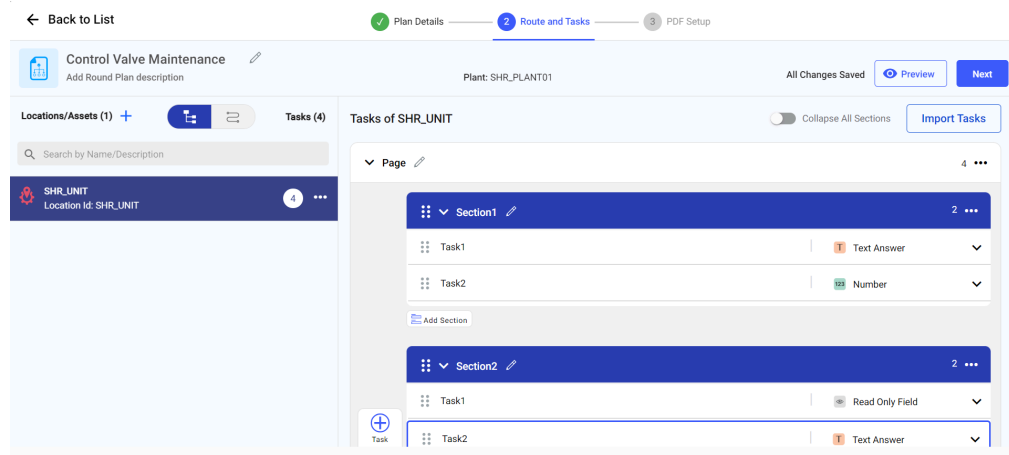 Back to List
Plan Details
2 Route and Tasks
3 PDF Setup
Control Valve Maintenance
Add Round Plan description
Plant: SHR_PLANT01
All Changes Saved
Preview
Next
Locations/Assets (1)
Tasks (4)
Search by Name/Description
SHR_UNIT
Location Id: SHR_UNIT
4
Tasks of SHR_UNIT
Collapse All Sections
Import Tasks
Page
4
Section1
2
Task1
T Text Answer
Task2
123 Number
Add Section
Section2
2
Task1
Read Only Field
Task
Task2
T Text Answer